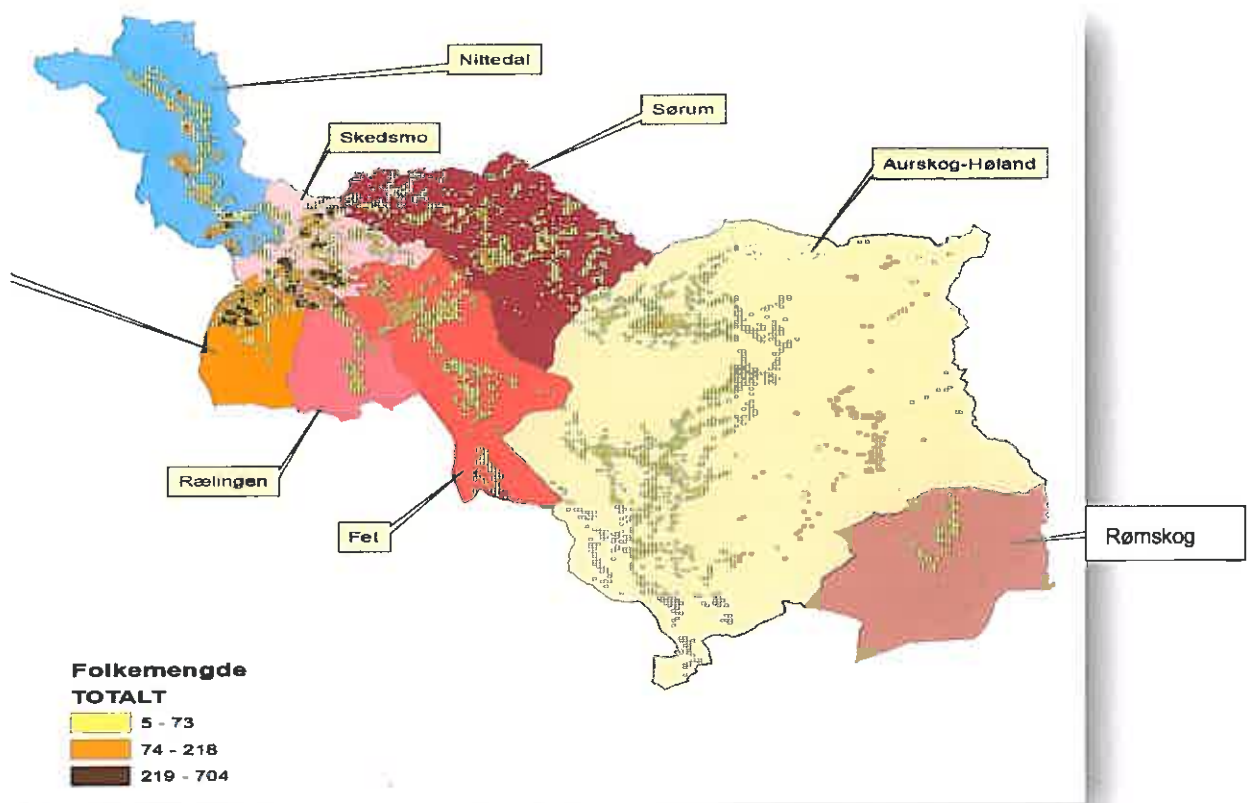 Nittedal
Sørum
Skedsmo
Aurskog-Høland
Rælingen
Fet
Rømskog
Folkemengde
TOTALT
5 - 73
74 - 218
219 - 704